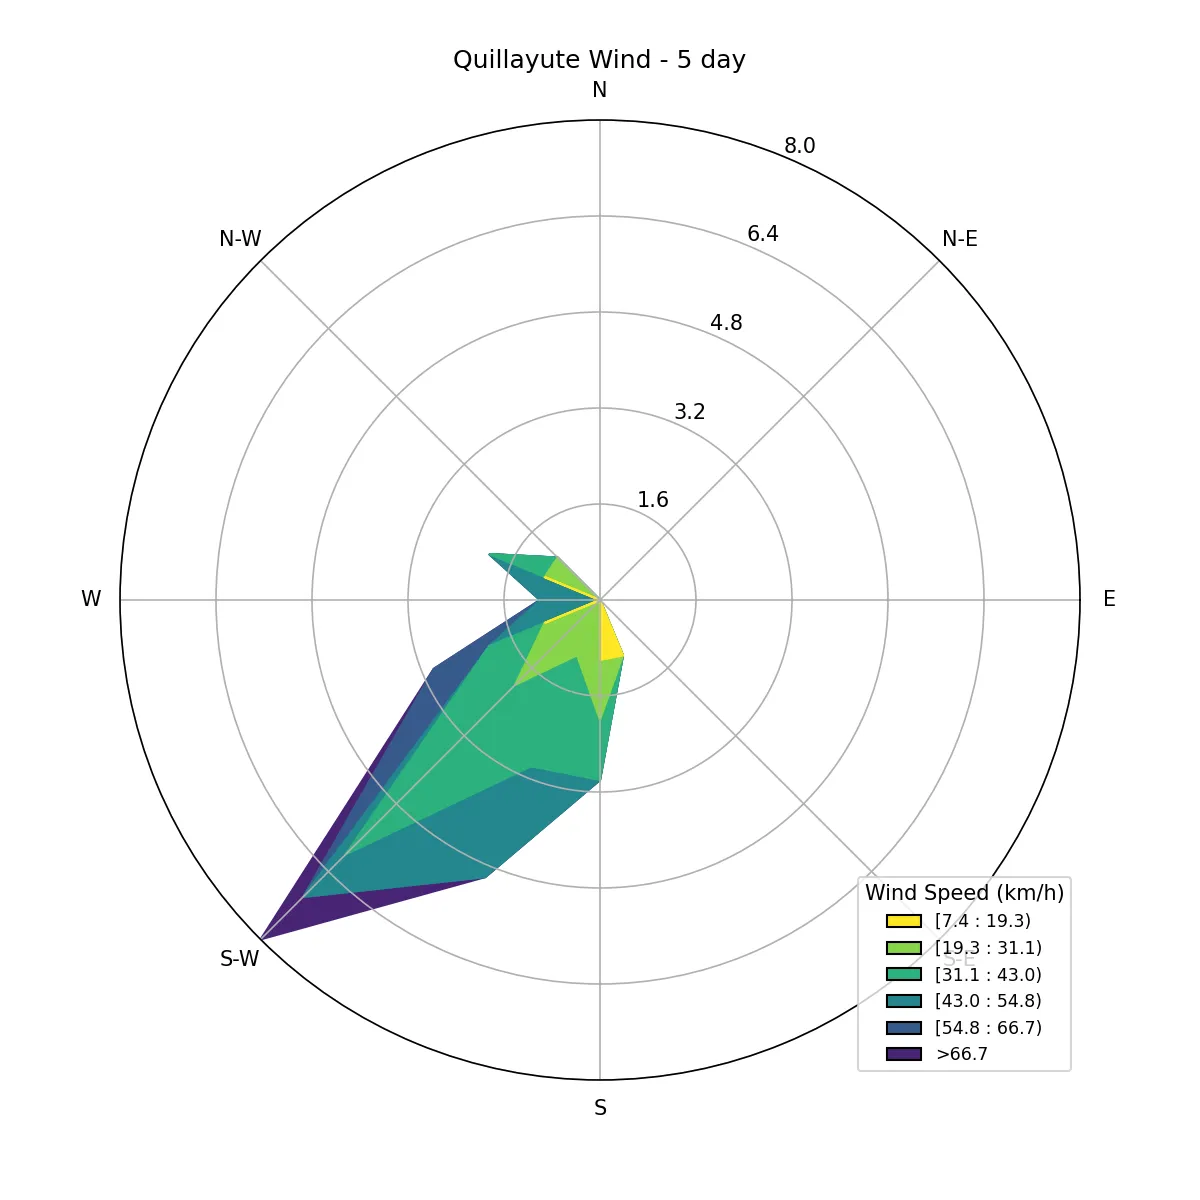 Quillayute Wind - 5 day
N
8.0
N-W
N-E
6.4
4.8
3.2
1.6
W
E
S-W
S-E
S
Wind Speed (km/h)
[7.4 : 19.3)
[19.3 : 31.1)
[31.1 : 43.0)
[43.0 : 54.8)
[54.8 : 66.7)
>66.7